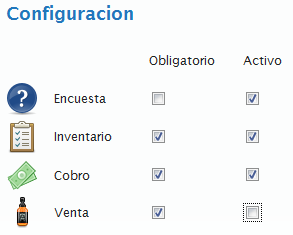 Configuracion
Obligatorio Activo
Encuesta
Inventario
Cobro
Venta